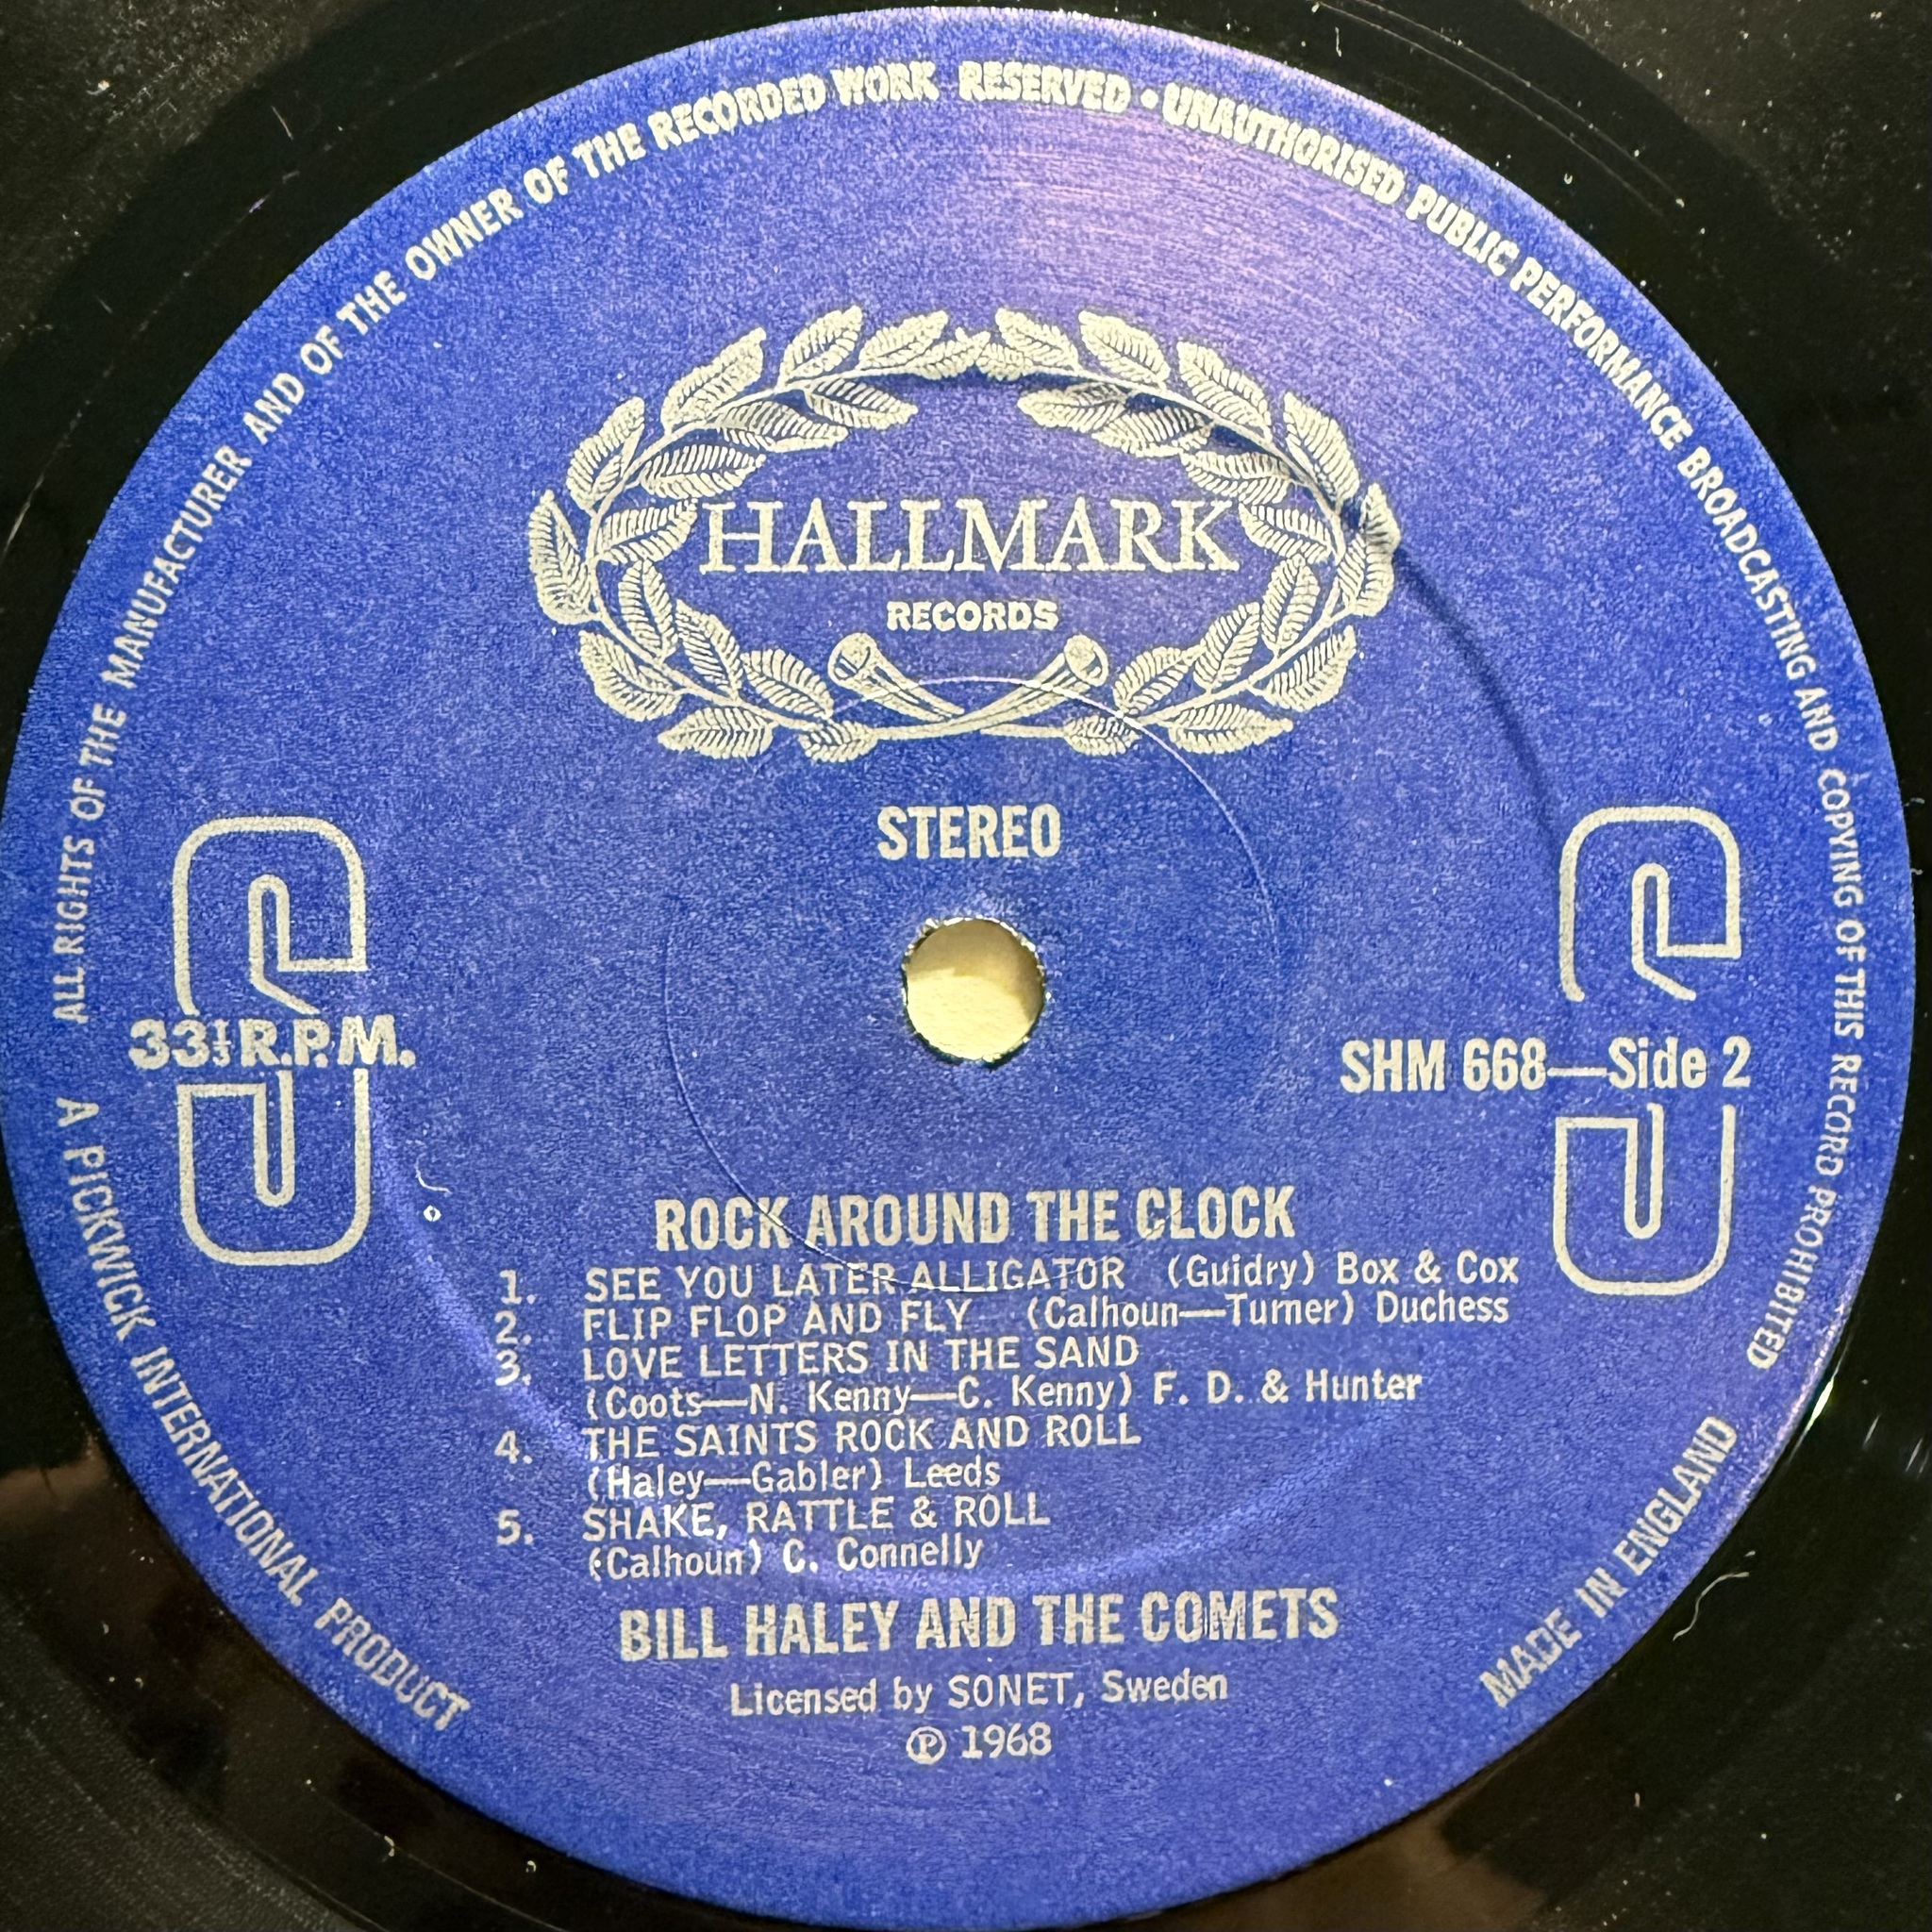 ALL RIGHTS OF THE MANUFACTURER AND OF THE OWNER OF THE RECORDED WORK RESERVED • UNAUTHORISED PUBLIC PERFORMANCE BROADCASTING AND COPYING OF THIS RECORD PROHIBITED
HALLMARK
RECORDS
STEREO
S
S
33⅓ R.P.M.
SHM 668—Side 2
ROCK AROUND THE CLOCK
1. SEE YOU LATER ALLIGATOR (Guidry) Box & Cox
2. FLIP FLOP AND FLY (Calhoun—Turner) Duchess
3. LOVE LETTERS IN THE SAND
(Coots—N. Kenny—C. Kenny) F. D. & Hunter
4. THE SAINTS ROCK AND ROLL
(Haley—Gabler) Leeds
5. SHAKE, RATTLE & ROLL
(Calhoun) C. Connelly
BILL HALEY AND THE COMETS
Licensed by SONET, Sweden
℗ 1968
A PICKWICK INTERNATIONAL PRODUCT
MADE IN ENGLAND